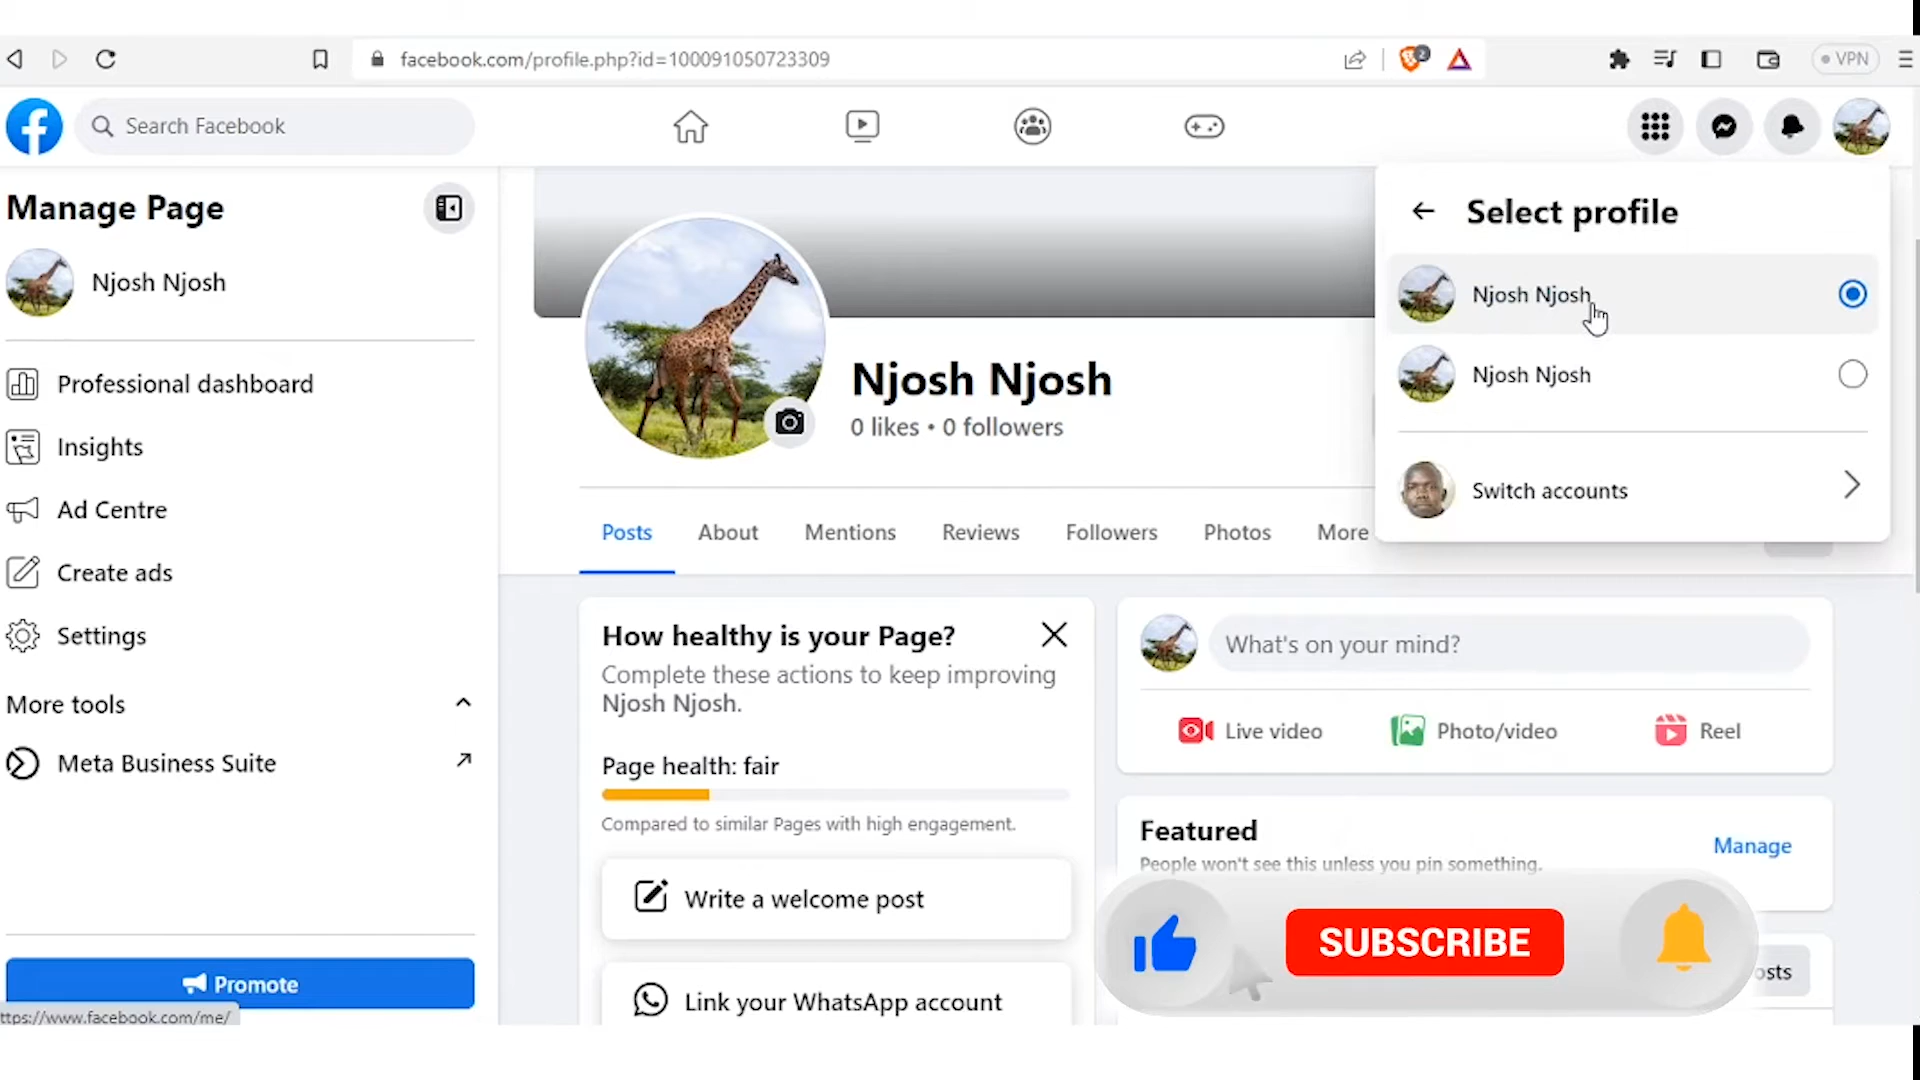 facebook.com/profile.php?id=100091050723309
2
VPN
Search Facebook
Manage Page
Njosh Njosh
Professional dashboard
Insights
Ad Centre
Create ads
Settings
More tools
Meta Business Suite
Promote
ttps://www.facebook.com/me/
Njosh Njosh
0 likes • 0 followers
Posts
About
Mentions
Reviews
Followers
Photos
More
Select profile
Njosh Njosh
Njosh Njosh
Switch accounts
How healthy is your Page?
Complete these actions to keep improving
Njosh Njosh.
Page health: fair
Compared to similar Pages with high engagement.
Write a welcome post
Link your WhatsApp account
What's on your mind?
Live video
Photo/video
Reel
Featured
Manage
People won't see this unless you pin something.
SUBSCRIBE
osts